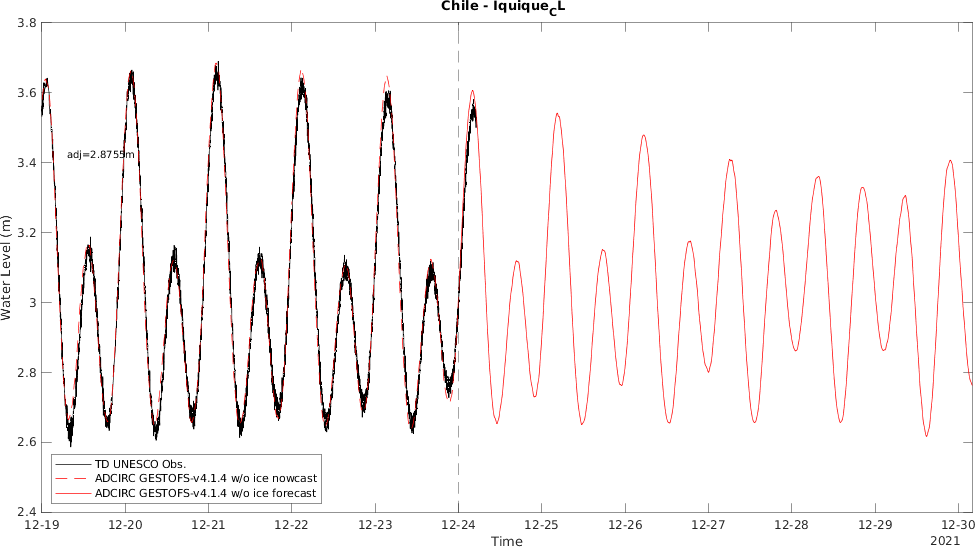 Chile - Iquique_CL
3.8
3.6
3.4
3.2
3
2.8
2.6
2.4
Water Level (m)
adj=2.8755m
TD UNESCO Obs.
ADCIRC GESTOFS-v4.1.4 w/o ice nowcast
ADCIRC GESTOFS-v4.1.4 w/o ice forecast
12-19 12-20 12-21 12-22 12-23 12-24 12-25 12-26 12-27 12-28 12-29 12-30
Time
2021